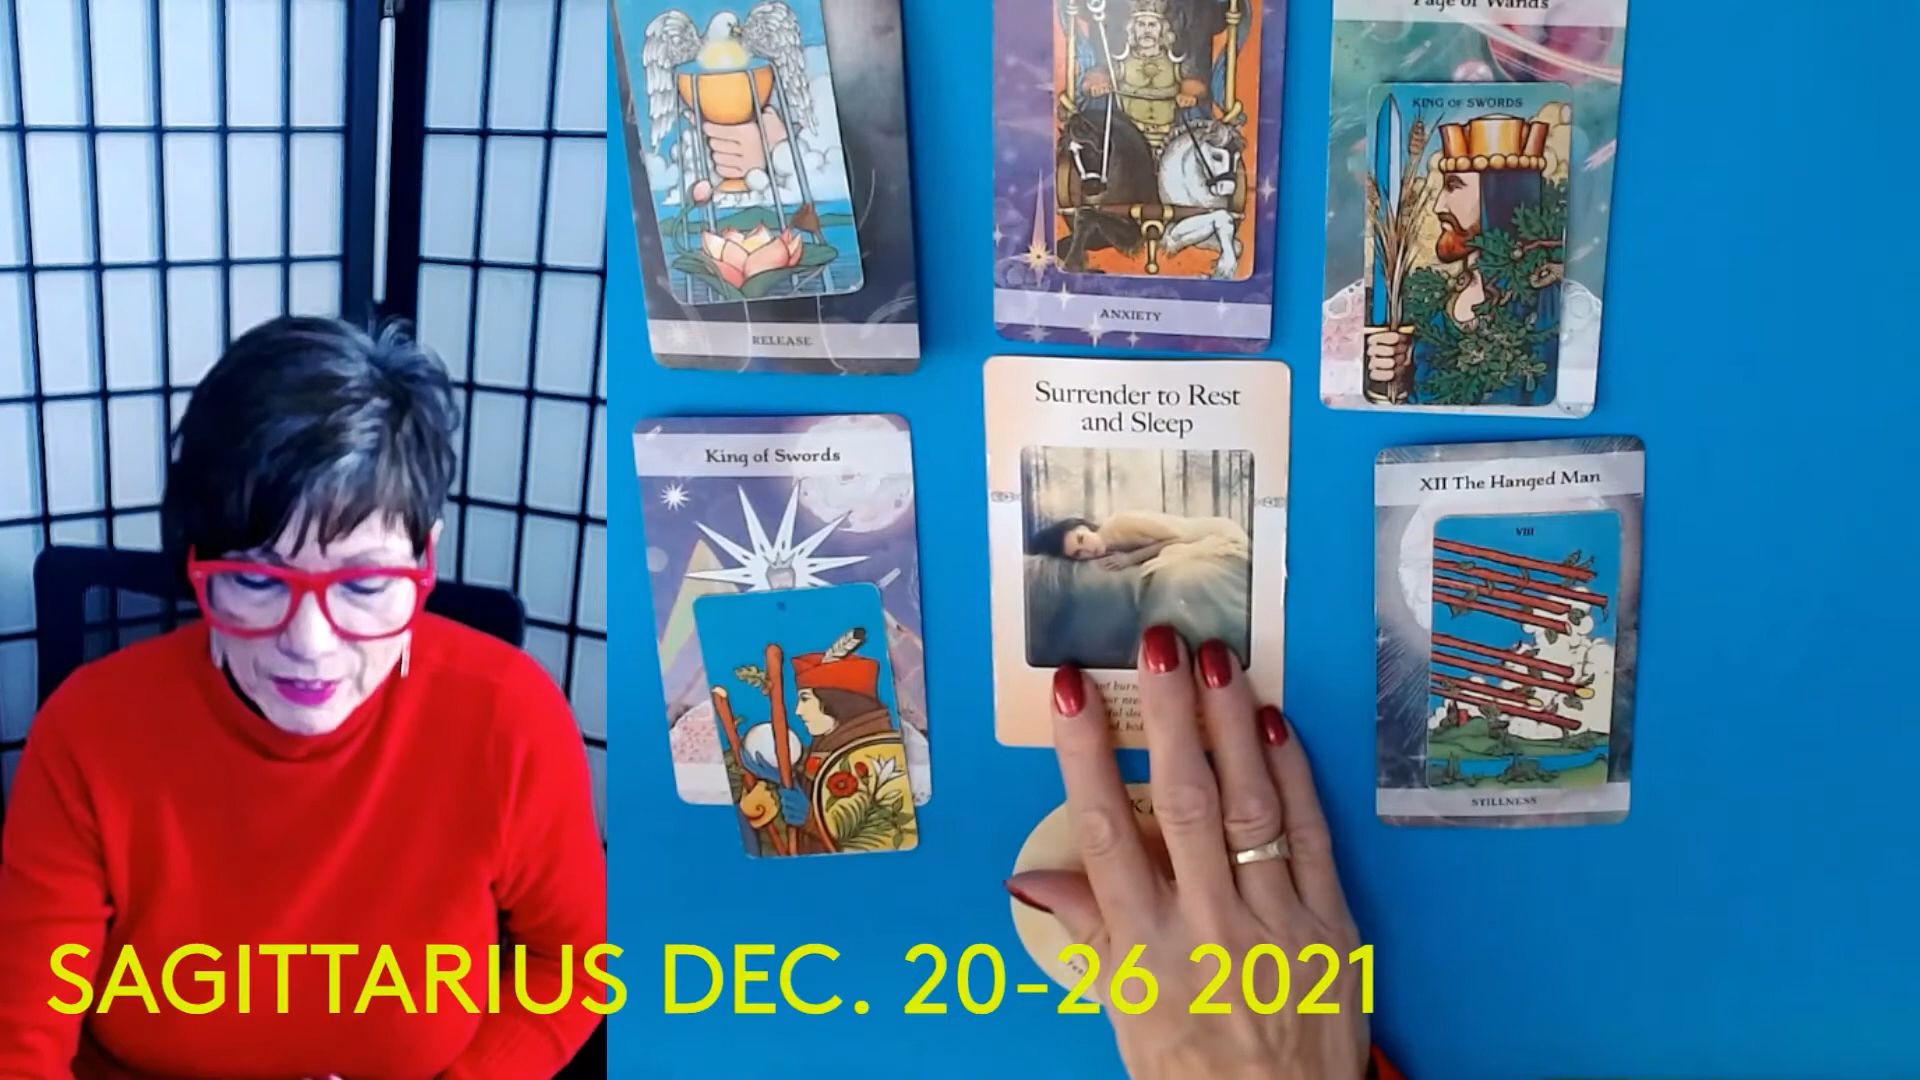 Page of Wands
KING OF SWORDS
RELEASE
ANXIETY
Surrender to Rest
and Sleep
King of Swords
XII The Hanged Man
VIII
STILLNESS
SAGITTARIUS DEC. 20-26 2021